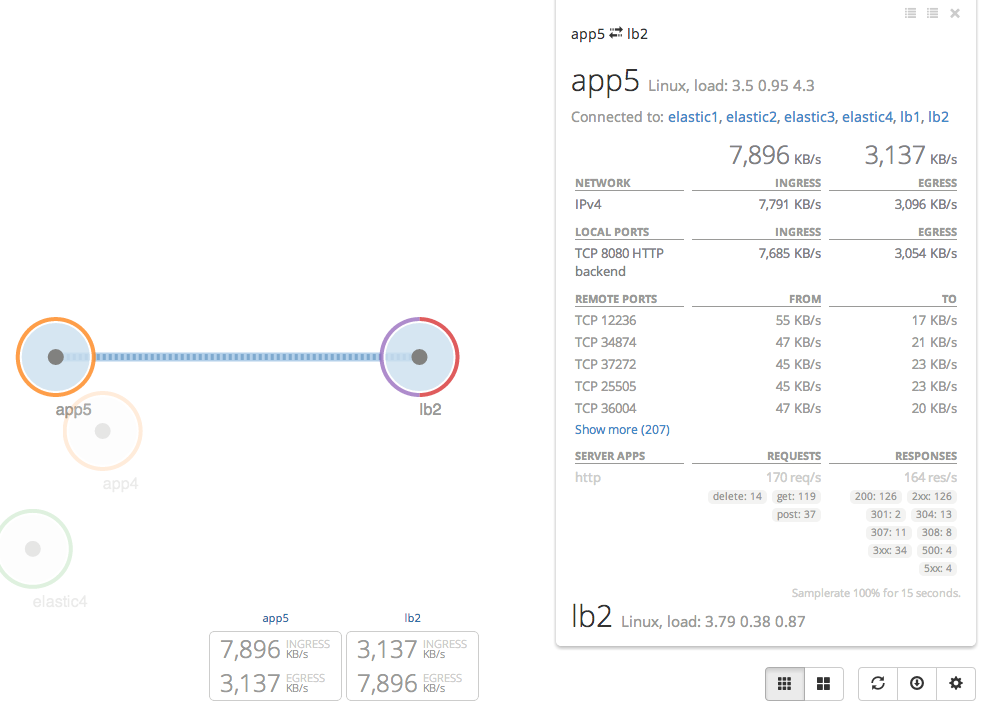 app5 lb2
app5 Linux, load: 3.5 0.95 4.3
Connected to: elastic1, elastic2, elastic3, elastic4, lb1, lb2
7,896 KB/s 3,137 KB/s
NETWORK INGRESS EGRESS
IPv4 7,791 KB/s 3,096 KB/s
LOCAL PORTS INGRESS EGRESS
TCP 8080 HTTP 7,685 KB/s 3,054 KB/s
backend
REMOTE PORTS FROM TO
TCP 12236 55 KB/s 17 KB/s
TCP 34874 47 KB/s 21 KB/s
TCP 37272 45 KB/s 23 KB/s
TCP 25505 45 KB/s 23 KB/s
TCP 36004 47 KB/s 20 KB/s
Show more (207)
SERVER APPS REQUESTS RESPONSES
http 170 req/s 164 res/s
delete: 14 get: 119 200: 126 2xx: 126
post: 37 301: 2 304: 13
307: 11 308: 8
3xx: 34 500: 4
5xx: 4
Samplerate 100% for 15 seconds.
lb2 Linux, load: 3.79 0.38 0.87
app5 lb2
app4
elastic4
app5 lb2
7,896 INGRESS KB/s 3,137 INGRESS KB/s
3,137 EGRESS KB/s 7,896 EGRESS KB/s